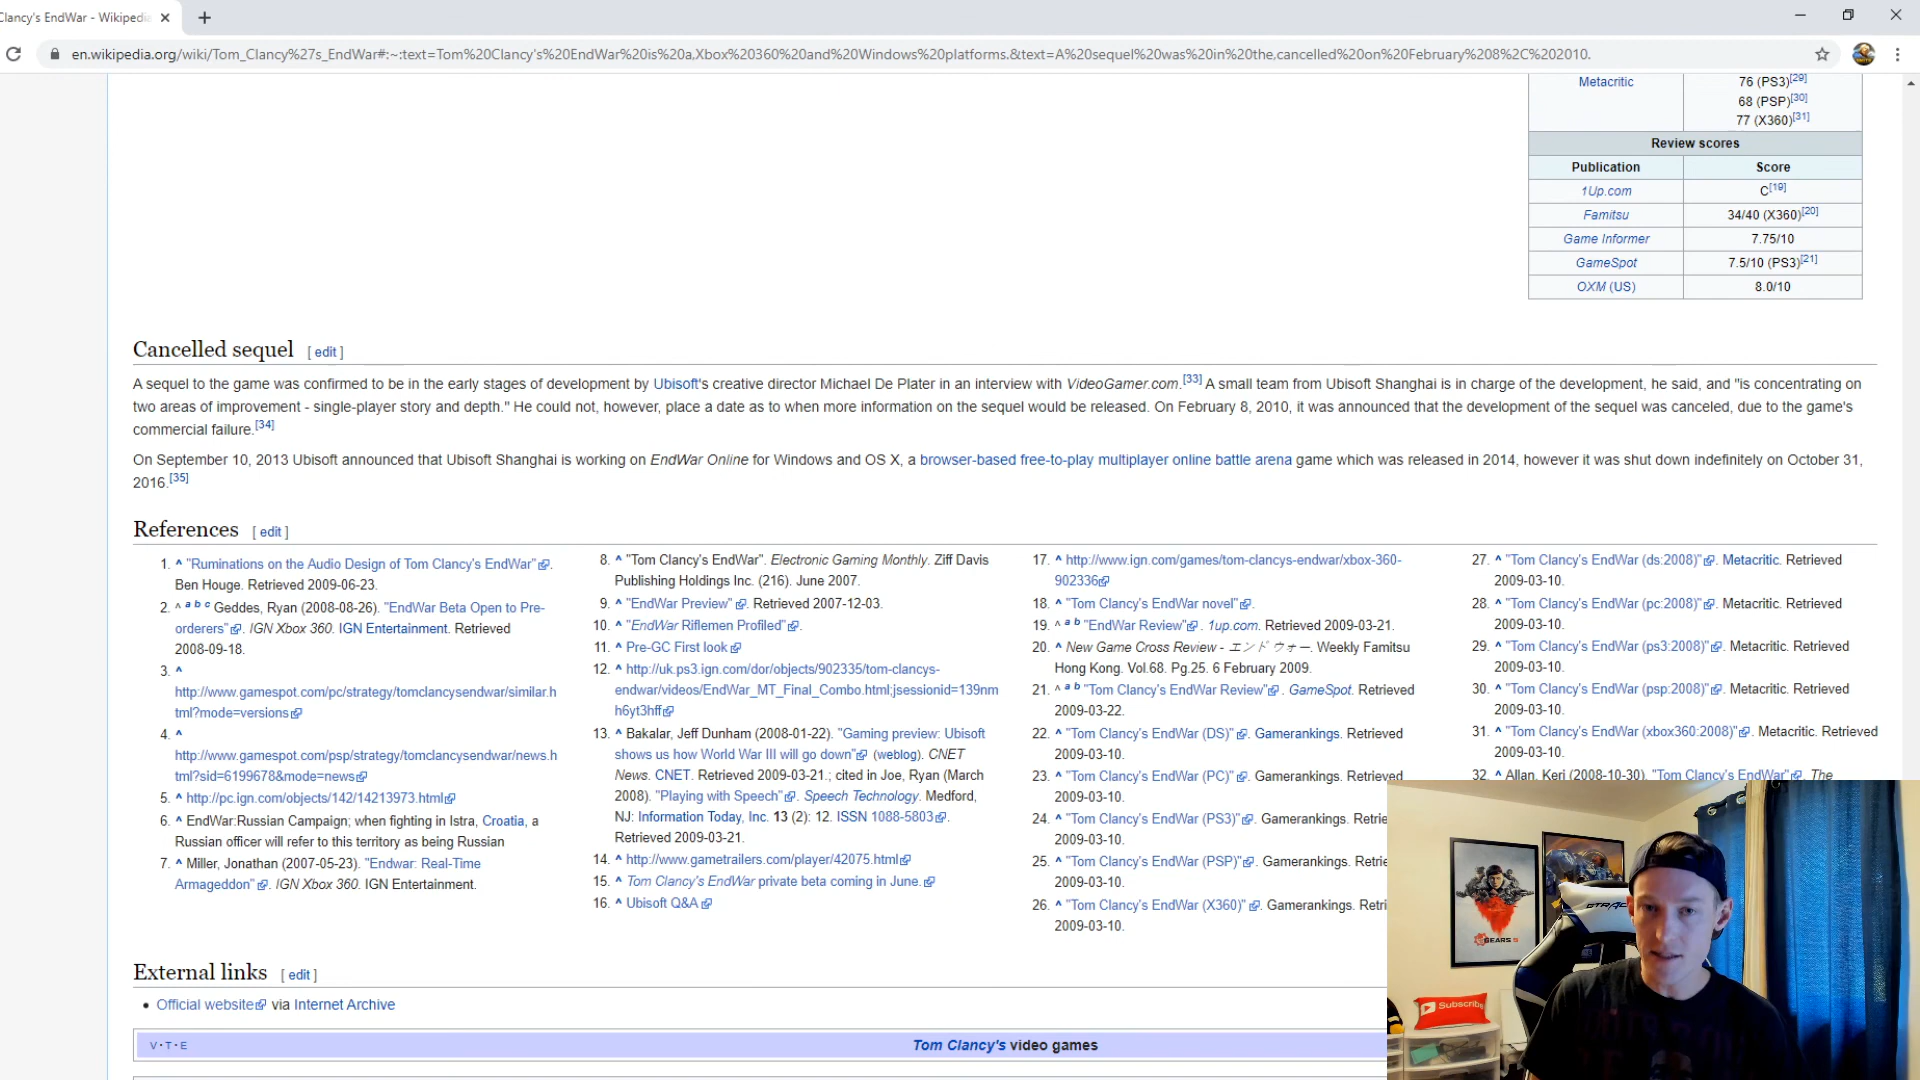 Clancy's EndWar - Wikipedi
en.wikipedia.org/wiki/Tom_Clancy%27s_EndWar#:~:text=Tom%20Clancy's%20EndWar%20is%20a,Xbox%20360%20and%20Windows%20platforms.&text=A%20sequel%20was%20in%20the,cancelled%20on%20February%208%2C%202010.
Metacritic
76 (PS3)[29]
68 (PSP)[30]
77 (X360)[31]
Review scores
Publication Score
1Up.com C[19]
Famitsu 34/40 (X360)[20]
Game Informer 7.75/10
GameSpot 7.5/10 (PS3)[21]
OXM (US) 8.0/10
Cancelled sequel [ edit ]
A sequel to the game was confirmed to be in the early stages of development by Ubisoft's creative director Michael De Plater in an interview with VideoGamer.com.[33] A small team from Ubisoft Shanghai is in charge of the development, he said, and "is concentrating on
two areas of improvement - single-player story and depth." He could not, however, place a date as to when more information on the sequel would be released. On February 8, 2010, it was announced that the development of the sequel was canceled, due to the game's
commercial failure.[34]
On September 10, 2013 Ubisoft announced that Ubisoft Shanghai is working on EndWar Online for Windows and OS X, a browser-based free-to-play multiplayer online battle arena game which was released in 2014, however it was shut down indefinitely on October 31,
2016.[35]
References [ edit ]
1. ^ "Ruminations on the Audio Design of Tom Clancy's EndWar".
Ben Houge. Retrieved 2009-06-23.
2. ^ a b c Geddes, Ryan (2008-08-26). "EndWar Beta Open to Pre-
orderers". IGN Xbox 360. IGN Entertainment. Retrieved
2008-09-18.
3. ^
http://www.gamespot.com/pc/strategy/tomclancysendwar/similar.h
tml?mode=versions
4. ^
http://www.gamespot.com/psp/strategy/tomclancysendwar/news.h
tml?sid=6199678&mode=news
5. ^ http://pc.ign.com/objects/142/14213973.html
6. ^ EndWar:Russian Campaign; when fighting in Istra, Croatia, a
Russian officer will refer to this territory as being Russian
7. ^ Miller, Jonathan (2007-05-23). "Endwar: Real-Time
Armageddon". IGN Xbox 360. IGN Entertainment.
8. ^ "Tom Clancy's EndWar". Electronic Gaming Monthly. Ziff Davis
Publishing Holdings Inc. (216). June 2007.
9. ^ "EndWar Preview". Retrieved 2007-12-03.
10. ^ "EndWar Riflemen Profiled".
11. ^ Pre-GC First look
12. ^ http://uk.ps3.ign.com/dor/objects/902335/tom-clancys-
endwar/videos/EndWar_MT_Final_Combo.html;jsessionid=139nm
h6yt3hff
13. ^ Bakalar, Jeff Dunham (2008-01-22). "Gaming preview: Ubisoft
shows us how World War III will go down" (weblog). CNET
News. CNET. Retrieved 2009-03-21.; cited in Joe, Ryan (March
2008). "Playing with Speech". Speech Technology. Medford,
NJ: Information Today, Inc. 13 (2): 12. ISSN 1088-5803.
Retrieved 2009-03-21.
14. ^ http://www.gametrailers.com/player/42075.html
15. ^ Tom Clancy's EndWar private beta coming in June.
16. ^ Ubisoft Q&A
17. ^ http://www.ign.com/games/tom-clancys-endwar/xbox-360-
902336
18. ^ "Tom Clancy's EndWar novel".
19. ^ a b "EndWar Review". 1up.com. Retrieved 2009-03-21.
20. ^ New Game Cross Review - エンド ウォー. Weekly Famitsu
Hong Kong. Vol.68. Pg.25. 6 February 2009.
21. ^ a b "Tom Clancy's EndWar Review". GameSpot. Retrieved
2009-03-22.
22. ^ "Tom Clancy's EndWar (DS)". Gamerankings. Retrieved
2009-03-10.
23. ^ "Tom Clancy's EndWar (PC)". Gamerankings. Retrieved
2009-03-10.
24. ^ "Tom Clancy's EndWar (PS3)". Gamerankings. Retrie
2009-03-10.
25. ^ "Tom Clancy's EndWar (PSP)". Gamerankings. Retrie
2009-03-10.
26. ^ "Tom Clancy's EndWar (X360)". Gamerankings. Retri
2009-03-10.
27. ^ "Tom Clancy's EndWar (ds:2008)". Metacritic. Retrieved
2009-03-10.
28. ^ "Tom Clancy's EndWar (pc:2008)". Metacritic. Retrieved
2009-03-10.
29. ^ "Tom Clancy's EndWar (ps3:2008)". Metacritic. Retrieved
2009-03-10.
30. ^ "Tom Clancy's EndWar (psp:2008)". Metacritic. Retrieved
2009-03-10.
31. ^ "Tom Clancy's EndWar (xbox360:2008)". Metacritic. Retrieved
2009-03-10.
32. ^ Allan, Keri (2008-10-30). "Tom Clancy's EndWar". The
External links [ edit ]
• Official website via Internet Archive
V·T·E Tom Clancy's video games
GEARS 5
GTRAC
Subscribe